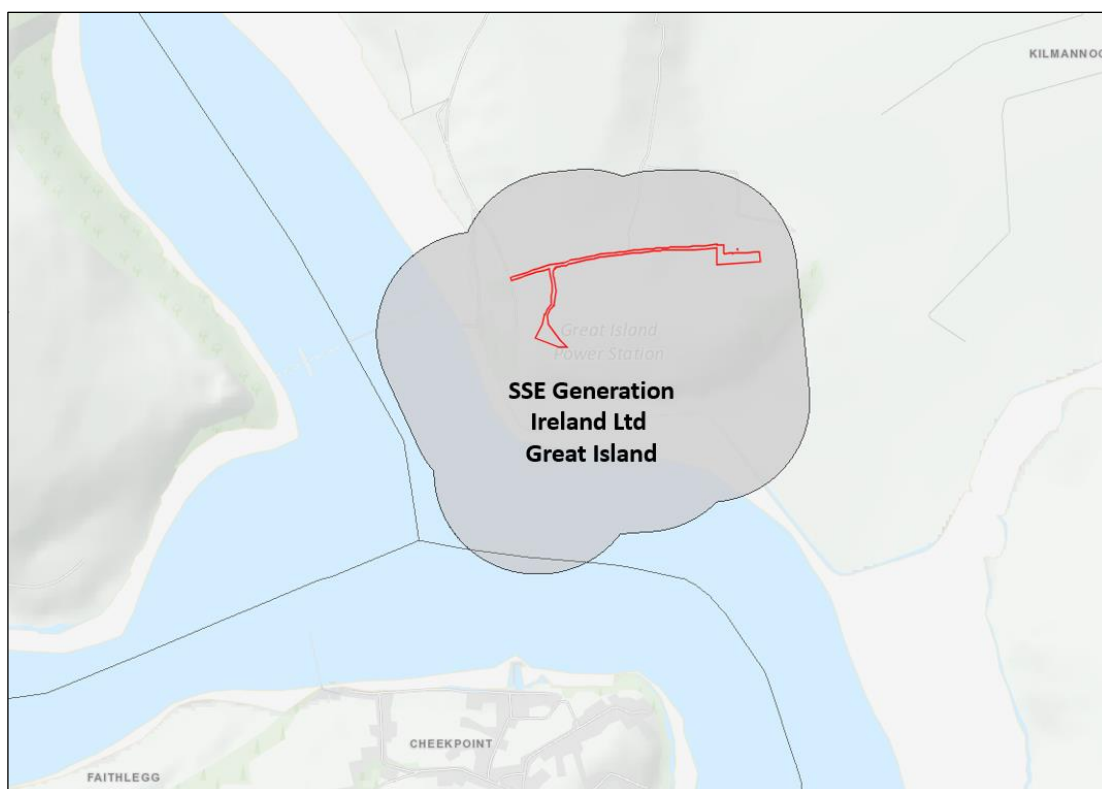 KILMANNOC
Great Island
Power Station
SSE Generation
Ireland Ltd
Great Island
CHEEKPOINT
FAITHLEGG